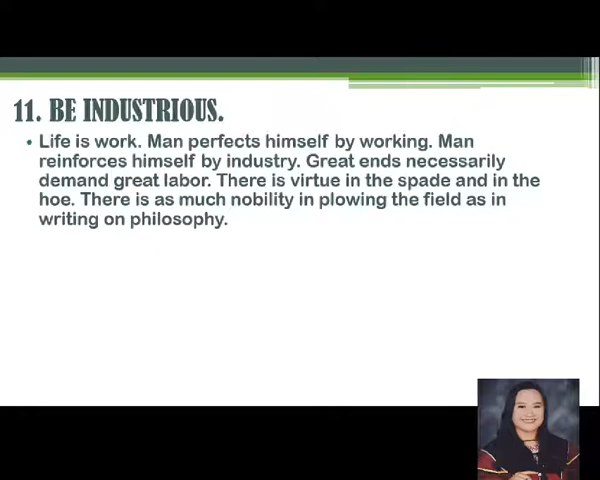 11. BE INDUSTRIOUS.
• Life is work. Man perfects himself by working. Man
reinforces himself by industry. Great ends necessarily
demand great labor. There is virtue in the spade and in the
hoe. There is as much nobility in plowing the field as in
writing on philosophy.